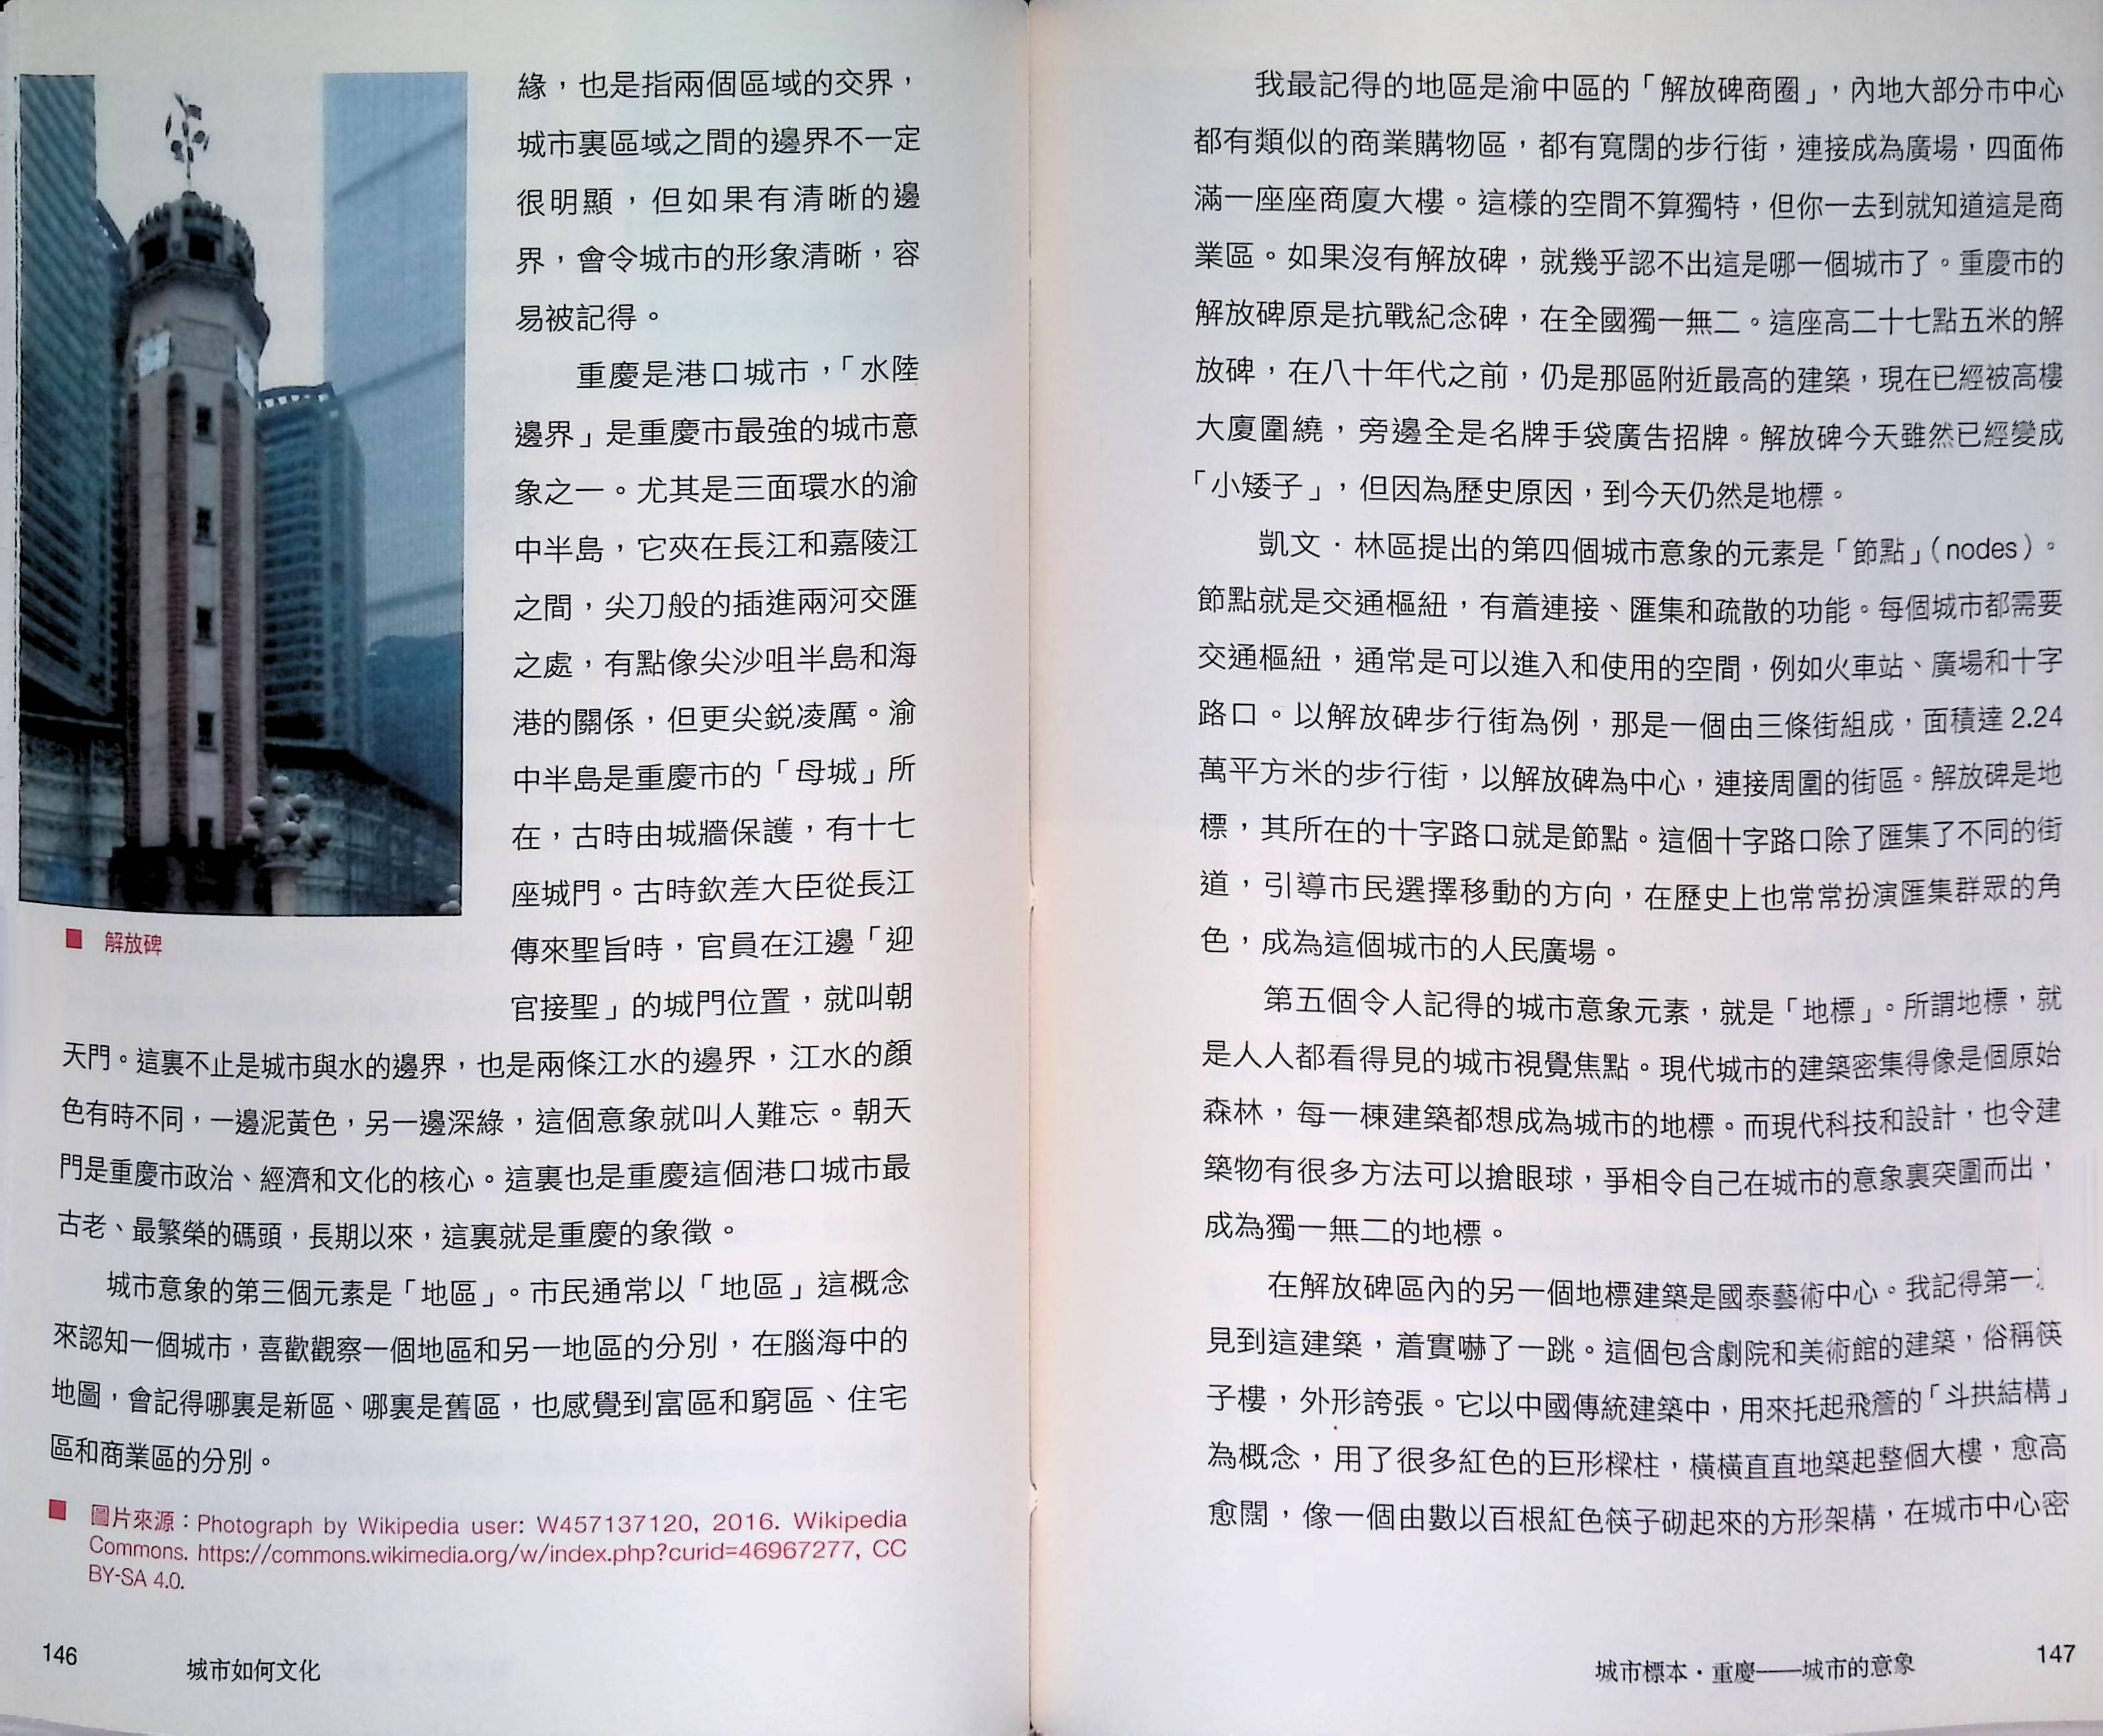 緣，也是指兩個區域的交界，
城市裏區域之間的邊界不一定
很明顯，但如果有清晰的邊
界，會令城市的形象清晰，容
易被記得。
重慶是港口城市，「水陸
邊界」是重慶市最強的城市意
象之一。尤其是三面環水的渝
中半島，它夾在長江和嘉陵江
之間，尖刀般的插進兩河交匯
之處，有點像尖沙咀半島和海
港的關係，但更尖銳凌厲。渝
中半島是重慶市的「母城」所
在，古時由城牆保護，有十七
座城門。古時欽差大臣從長江
傳來聖旨時，官員在江邊「迎
官接聖」的城門位置，就叫朝
天門。這裏不止是城市與水的邊界，也是兩條江水的邊界，江水的顏
色有時不同，一邊泥黃色，另一邊深綠，這個意象就叫人難忘。朝天
門是重慶市政治、經濟和文化的核心。這裏也是重慶這個港口城市最
古老、最繁榮的碼頭，長期以來，這裏就是重慶的象徵。
城市意象的第三個元素是「地區」。市民通常以「地區」這概念
來認知一個城市，喜歡觀察一個地區和另一地區的分別，在腦海中的
地圖，會記得哪裏是新區、哪裏是舊區，也感覺到富區和窮區、住宅
區和商業區的分別。
■ 解放碑
■ 圖片來源：Photograph by Wikipedia user: W457137120, 2016. Wikipedia
Commons. https://commons.wikimedia.org/w/index.php?curid=46967277, CC
BY-SA 4.0.
146
城市如何文化
我最記得的地區是渝中區的「解放碑商圈」，內地大部分市中心
都有類似的商業購物區，都有寬闊的步行街，連接成為廣場，四面佈
滿一座座商廈大樓。這樣的空間不算獨特，但你一去到就知道這是商
業區。如果沒有解放碑，就幾乎認不出這是哪一個城市了。重慶市的
解放碑原是抗戰紀念碑，在全國獨一無二。這座高二十七點五米的解
放碑，在八十年代之前，仍是那區附近最高的建築，現在已經被高樓
大廈圍繞，旁邊全是名牌手袋廣告招牌。解放碑今天雖然已經變成
「小矮子」，但因為歷史原因，到今天仍然是地標。
凱文・林區提出的第四個城市意象的元素是「節點」（nodes）。
節點就是交通樞紐，有着連接、匯集和疏散的功能。每個城市都需要
交通樞紐，通常是可以進入和使用的空間，例如火車站、廣場和十字
路口。以解放碑步行街為例，那是一個由三條街組成，面積達 2.24
萬平方米的步行街，以解放碑為中心，連接周圍的街區。解放碑是地
標，其所在的十字路口就是節點。這個十字路口除了匯集了不同的街
道，引導市民選擇移動的方向，在歷史上也常常扮演匯集群眾的角
色，成為這個城市的人民廣場。
第五個令人記得的城市意象元素，就是「地標」。所謂地標，就
是人人都看得見的城市視覺焦點。現代城市的建築密集得像是個原始
森林，每一棟建築都想成為城市的地標。而現代科技和設計，也令建
築物有很多方法可以搶眼球，爭相令自己在城市的意象裏突圍而出，
成為獨一無二的地標。
在解放碑區內的另一個地標建築是國泰藝術中心。我記得第一
見到這建築，着實嚇了一跳。這個包含劇院和美術館的建築，俗稱筷
子樓，外形誇張。它以中國傳統建築中，用來托起飛簷的「斗拱結構」
為概念，用了很多紅色的巨形樑柱，橫橫直直地築起整個大樓，愈高
愈闊，像一個由數以百根紅色筷子砌起來的方形架構，在城市中心密
城市標本・重慶——城市的意象
147